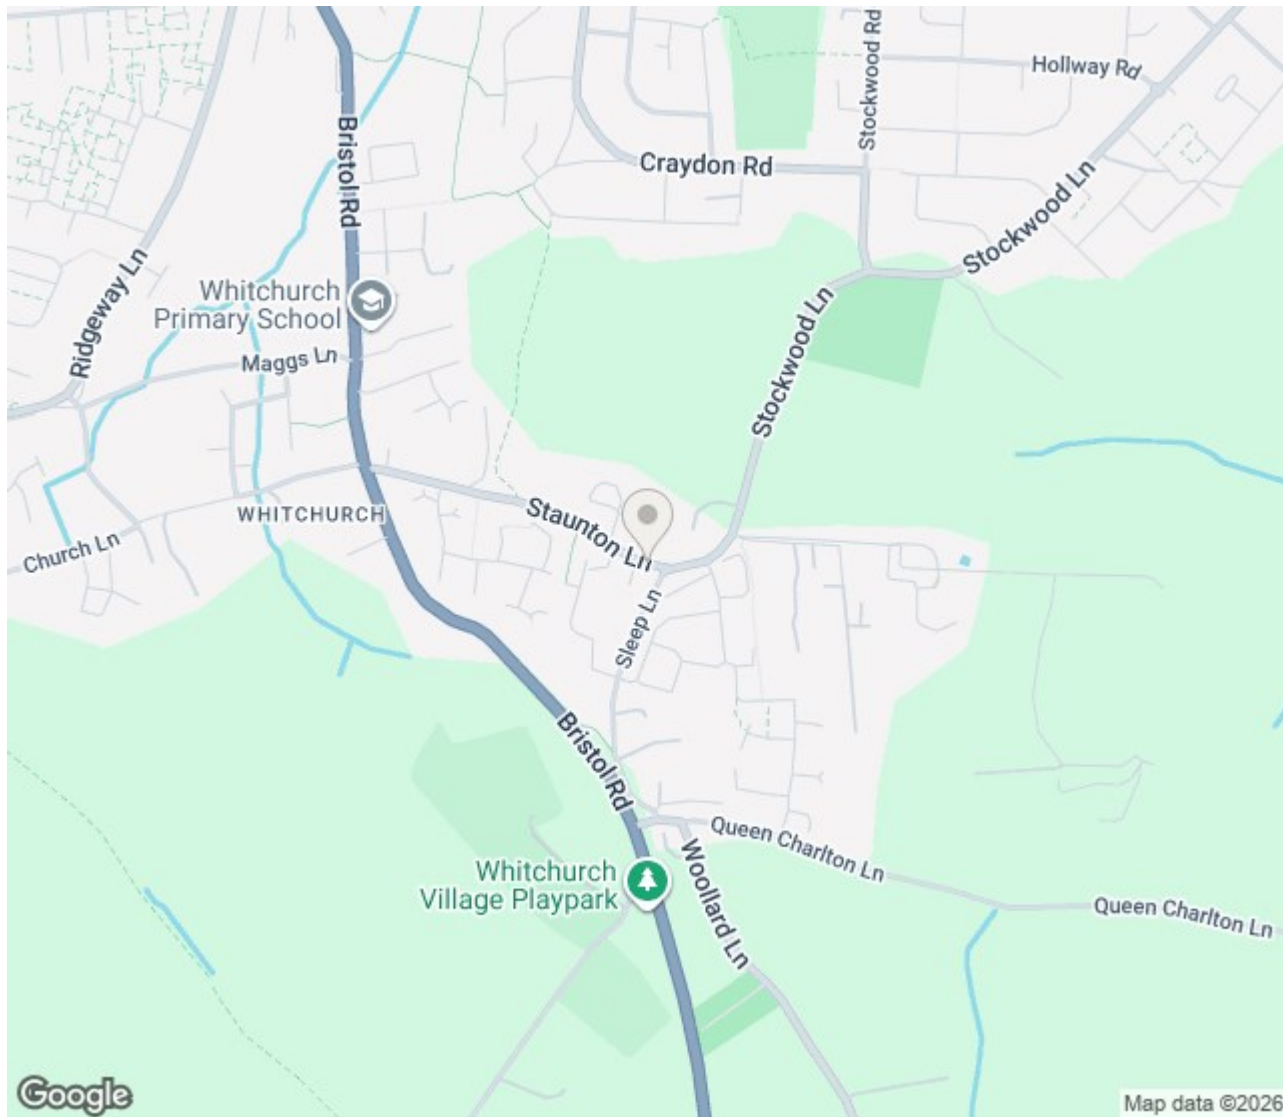 Stockwood Rd
Hollway Rd
Bristol Rd
Craydon Rd
Stockwood Ln
Ridgeway Ln
Whitchurch
Primary School
Stockwood Ln
Maggs Ln
WHITCHURCH
Staunton Ln
Church Ln
Sleep Ln
Bristol Rd
Queen Charlton Ln
Whitchurch
Village Playpark
Woollard Ln
Queen Charlton Ln
Google
Map data ©2026